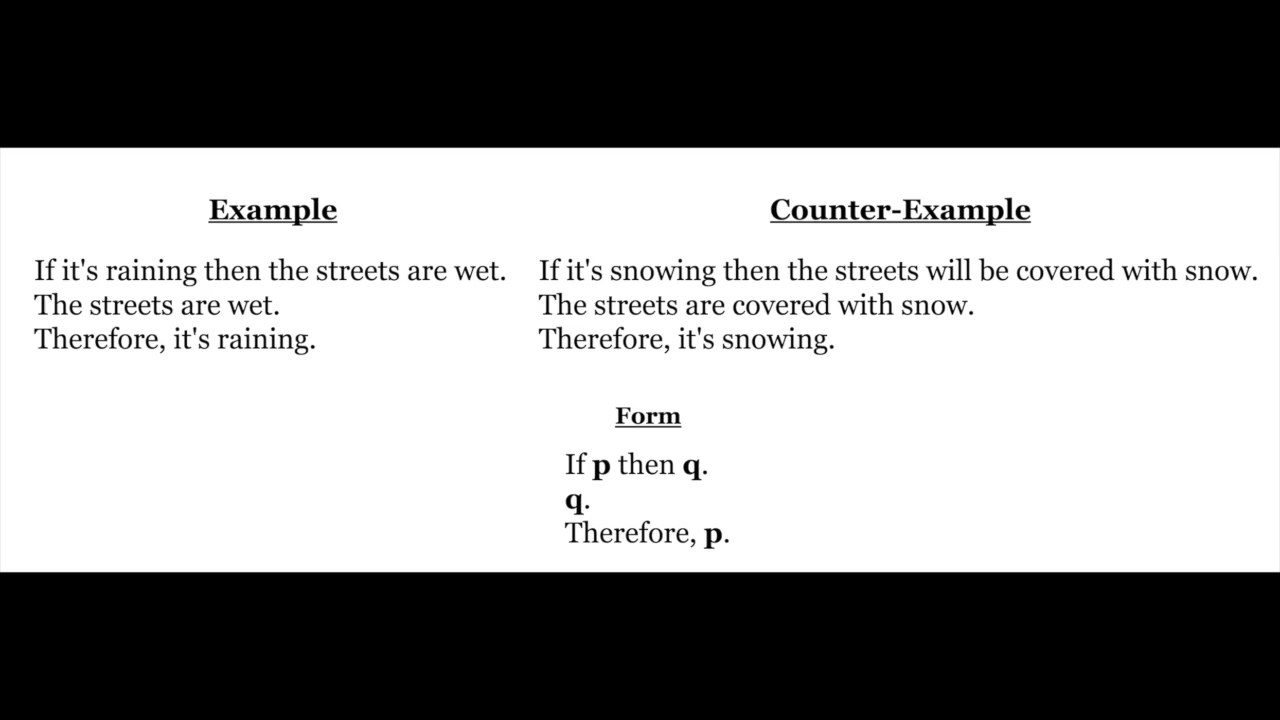 Example
If it's raining then the streets are wet.
The streets are wet.
Therefore, it's raining.
Counter-Example
If it's snowing then the streets will be covered with snow.
The streets are covered with snow.
Therefore, it's snowing.
Form
If p then q.
q.
Therefore, p.